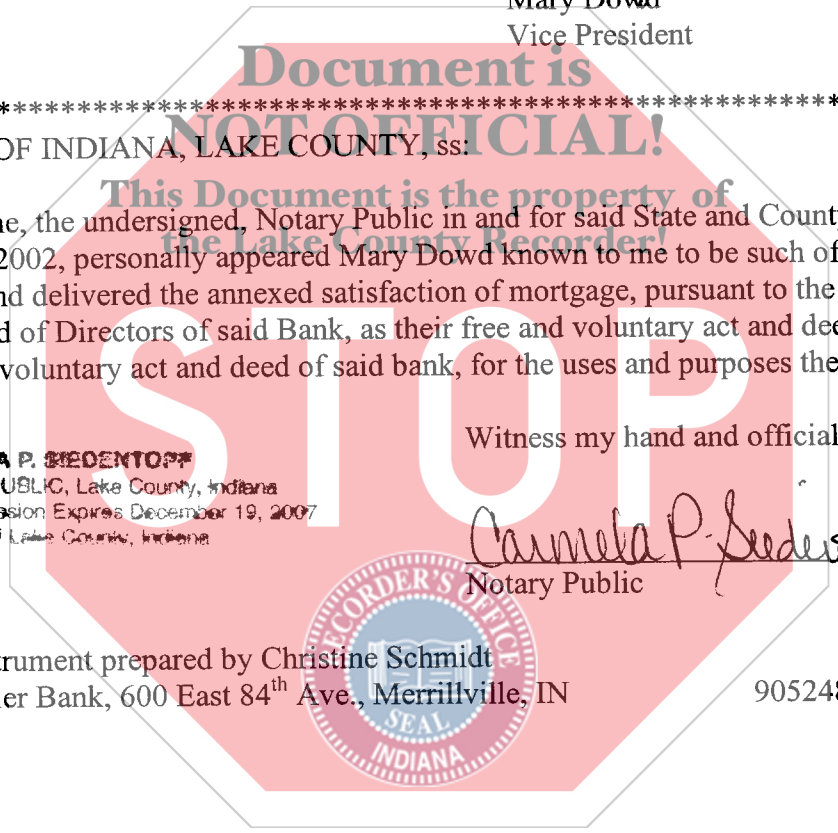 Mary Dowd
Vice President
Document is
NOT OFFICIAL!
OF INDIANA, LAKE COUNTY, ss:
This Document is the property of
the Lake County Recorder!
ne, the undersigned, Notary Public in and for said State and County
2002, personally appeared Mary Dowd known to me to be such of
nd delivered the annexed satisfaction of mortgage, pursuant to the
d of Directors of said Bank, as their free and voluntary act and dee
voluntary act and deed of said bank, for the uses and purposes the
STOP
Witness my hand and official
A P. SIEDENTOPF
UBLIC, Lake County, Indiana
ssion Expires December 19, 2007
Lake County, Indiana
Carmela P. Sieden
Notary Public
RECORDER'S OFFICE
SEAL
INDIANA
trument prepared by Christine Schmidt
er Bank, 600 East 84th Ave., Merrillville, IN
90524